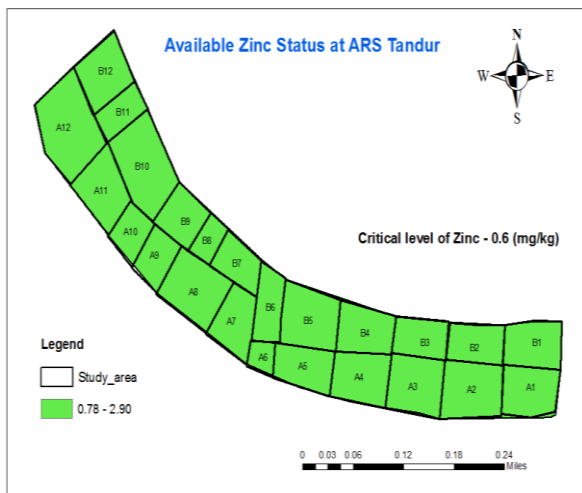 Available Zinc Status at ARS Tandur
N
W E
S
B12
B11
A12
B10
A11
B9
A10
B8
A9
B7
A8
B6
A7
B5
B4
B3
B2
B1
A6
A5
A4
A3
A2
A1
Critical level of Zinc - 0.6 (mg/kg)
Legend
Study_area
0.78 - 2.90
0 0.03 0.06 0.12 0.18 0.24
Miles